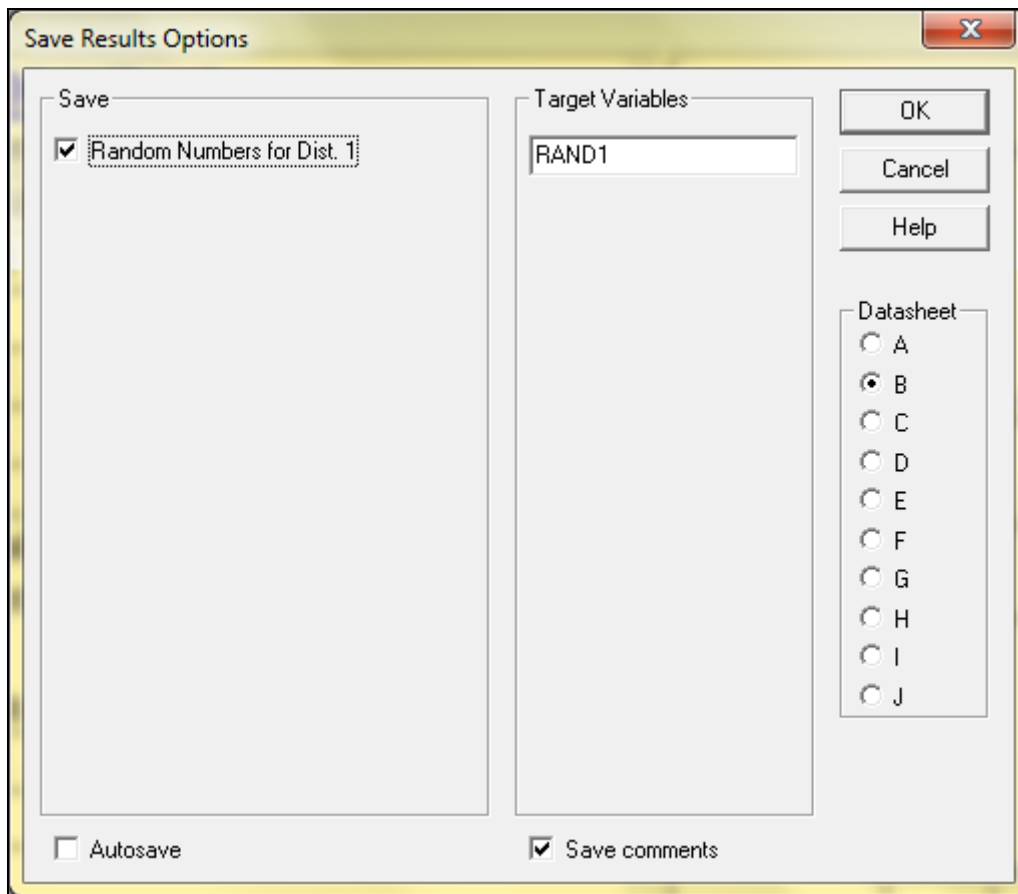 Save Results Options
x
Save
Random Numbers for Dist. 1
Target Variables
RAND1
OK
Cancel
Help
Datasheet
A
B
C
D
E
F
G
H
I
J
Autosave
Save comments